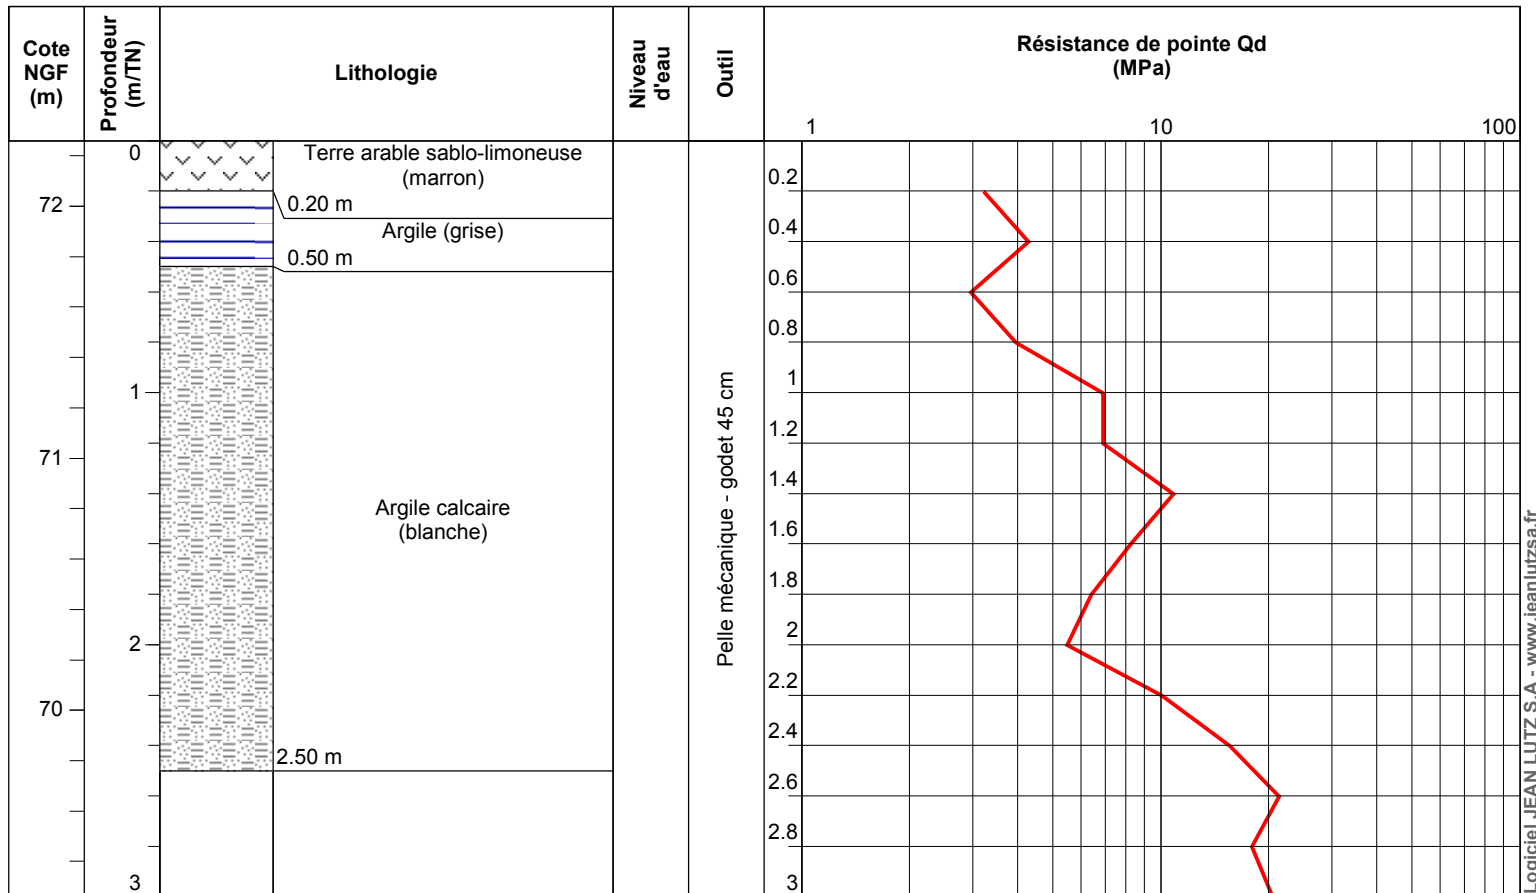 Cote
NGF
(m)
Profondeur
(m/TN)
Lithologie
Niveau
d'eau
Outil
Résistance de pointe Qd
(MPa)
1
10
100
0
Terre arable sablo-limoneuse
(marron)
0.2
72
0.20 m
Argile (grise)
0.4
0.50 m
0.6
0.8
1
1
1.2
71
1.4
Argile calcaire
(blanche)
1.6
1.8
Pelle mécanique - godet 45 cm
2
2
2.2
70
2.4
2.50 m
2.6
2.8
3
3
Logiciel JEAN LUTZ S.A - www.jeanlutzsa.fr